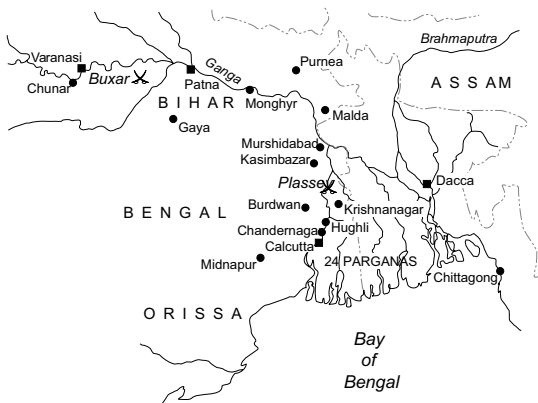 Brahmaputra
Varanasi
Ganga
Purnea
Buxar
Patna
ASSAM
Chunar
BIHAR
Monghyr
Malda
Gaya
Murshidabad
Kasimbazar
Plassey
Dacca
Burdwan
Krishnanagar
BENGAL
Hughli
Chandernaga
Calcutta
24 PARGANAS
Midnapur
Chittagong
ORISSA
Bay
of
Bengal